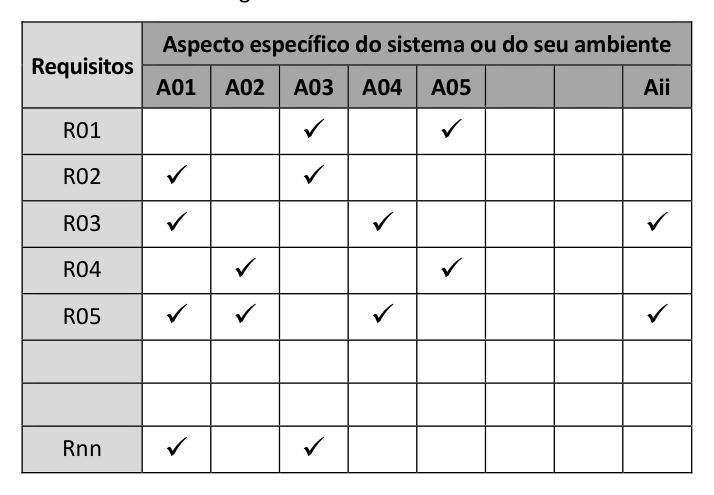 Requisitos
Aspecto específico do sistema ou do seu ambiente
A01 A02 A03 A04 A05 Aii
R01 ✓ ✓
R02 ✓ ✓
R03 ✓ ✓ ✓
R04 ✓ ✓
R05 ✓ ✓ ✓ ✓
Rnn ✓ ✓